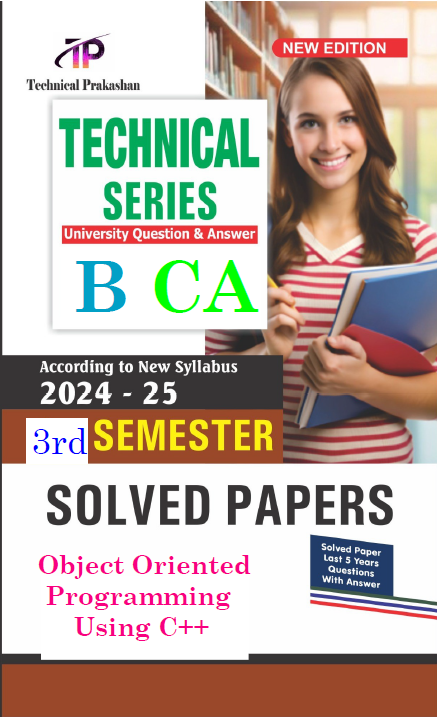 TP
Technical Prakashan
NEW EDITION
TECHNICAL
SERIES
University Question & Answer
B CA
According to New Syllabus
2024 - 25
3rd SEMESTER
SOLVED PAPERS
Object Oriented
Programming
Using C++
Solved Paper
Last 5 Years
Questions
With Answer